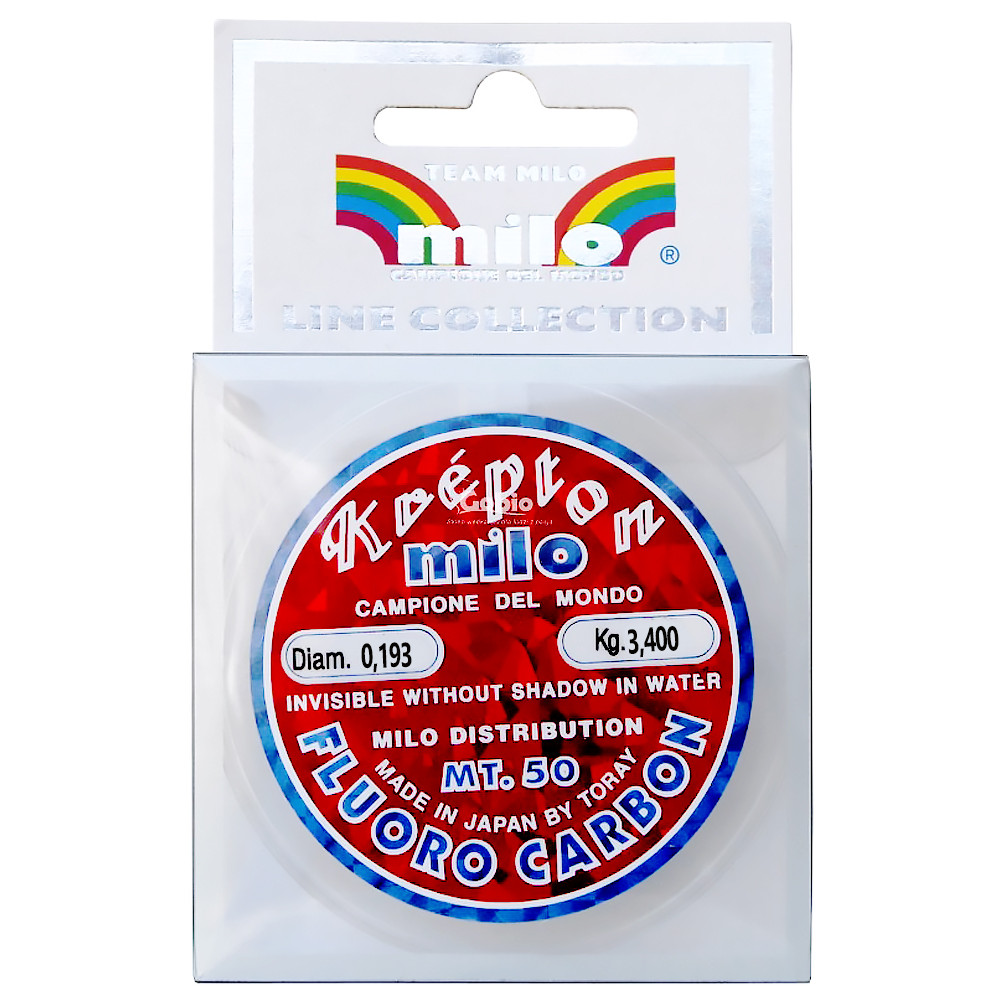 TEAM MILO
milo ®
CAMPIONE DEL MONDO
LINE COLLECTION
Krépton
Gobio
milo
CAMPIONE DEL MONDO
Diam. 0,193
Kg.3,400
INVISIBLE WITHOUT SHADOW IN WATER
MILO DISTRIBUTION
MT. 50
MADE IN JAPAN BY TORAY
FLUORO CARBON